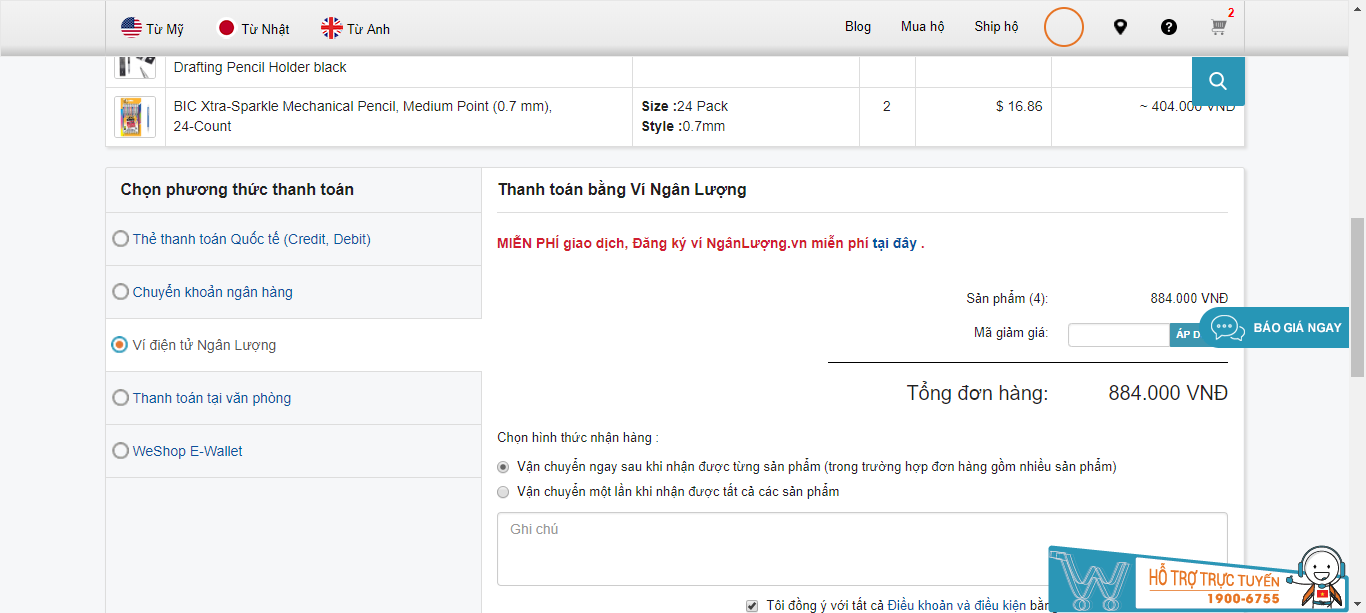 Từ Mỹ
Từ Nhật
Từ Anh
Blog
Mua hộ
Ship hộ
2
Drafting Pencil Holder black
BIC Xtra-Sparkle Mechanical Pencil, Medium Point (0.7 mm),
24-Count
Size :24 Pack
Style :0.7mm
2
$ 16.86
~ 404.000 VNĐ
Chọn phương thức thanh toán
Thẻ thanh toán Quốc tế (Credit, Debit)
Chuyển khoản ngân hàng
Ví điện tử Ngân Lượng
Thanh toán tại văn phòng
WeShop E-Wallet
Thanh toán bằng Ví Ngân Lượng
MIỄN PHÍ giao dịch, Đăng ký ví NgânLượng.vn miễn phí tại đây .
Sản phẩm (4):
884.000 VNĐ
Mã giảm giá:
ÁP D
BÁO GIÁ NGAY
Tổng đơn hàng:
884.000 VNĐ
Chọn hình thức nhận hàng :
Vận chuyển ngay sau khi nhận được từng sản phẩm (trong trường hợp đơn hàng gồm nhiều sản phẩm)
Vận chuyển một lần khi nhận được tất cả các sản phẩm
Ghi chú
Tôi đồng ý với tất cả Điều khoản và điều kiện bằng
HỖ TRỢ TRỰC TUYẾN
1900-6755